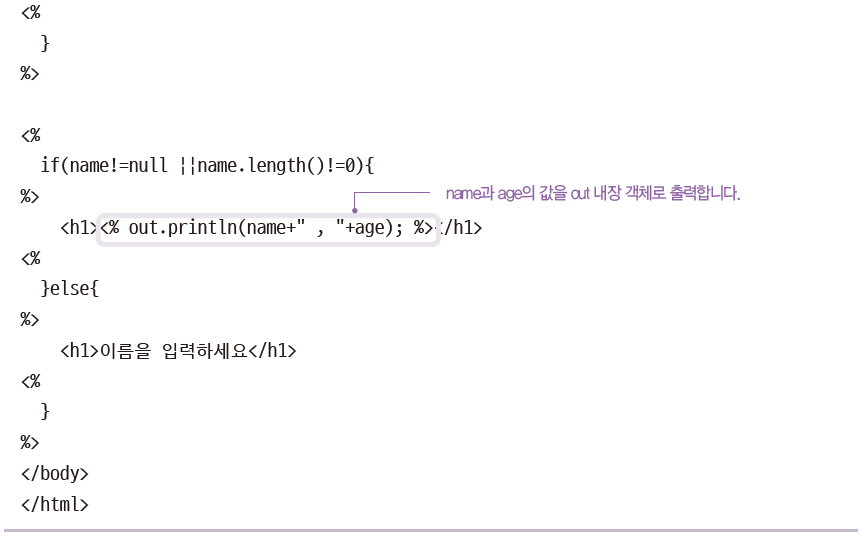 <%
}
%>
<%
if(name!=null ||name.length()!=0){
%>
name과 age의 값을 out 내장 객체로 출력합니다.
<h1><% out.println(name+" , "+age); %></h1>
<%
}else{
%>
<h1>이름을 입력하세요</h1>
<%
}
%>
</body>
</html>